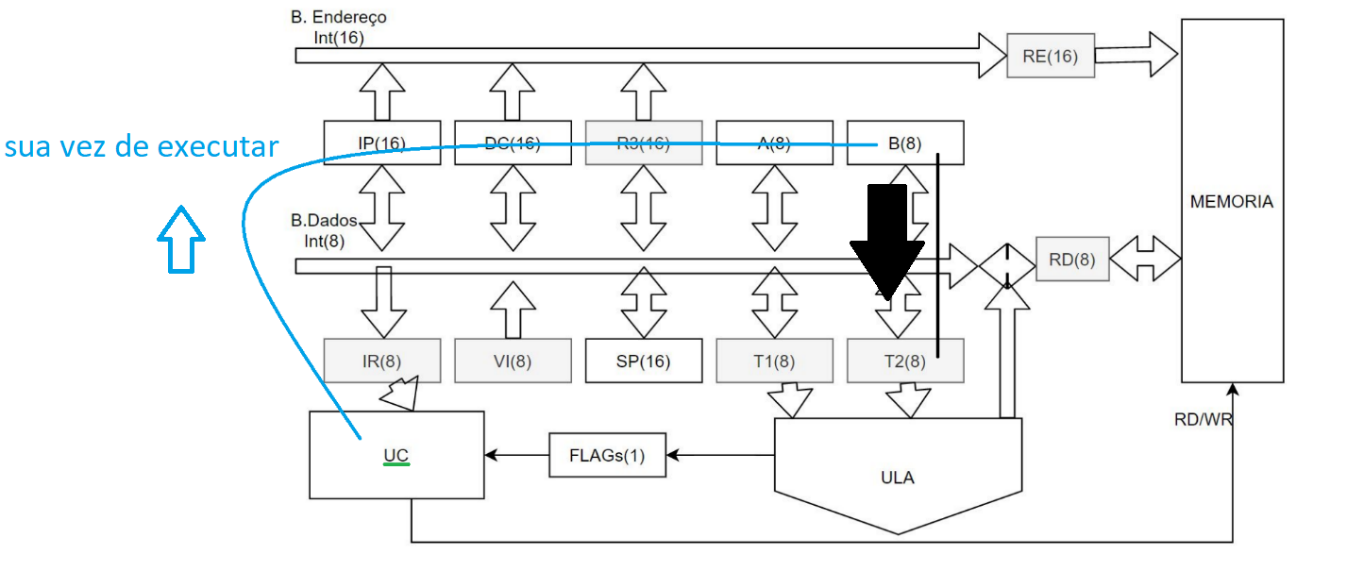 B. Endereço
Int(16)
RE(16)
sua vez de executar
IP(16)
DC(16)
R3(16)
A(8)
B(8)
MEMORIA
B.Dados
Int(8)
RD(8)
IR(8)
VI(8)
SP(16)
T1(8)
T2(8)
RD/WR
UC
FLAGs(1)
ULA